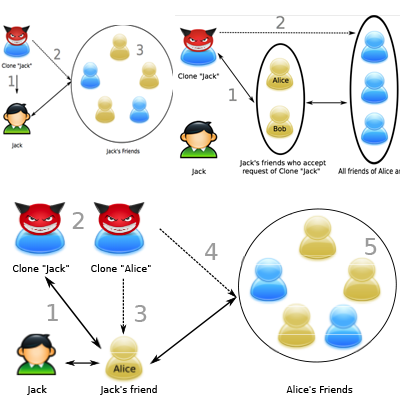 2
3
Clone "Jack"
1
Jack
Jack's Friends
2
Clone "Jack"
1
Alice
Bob
Jack
Jack's friends who accept
request of Clone "Jack"
All friends of Alice a
2
4
5
Clone "Jack"
Clone "Alice"
1
3
Alice
Jack
Jack's friend
Alice's Friends